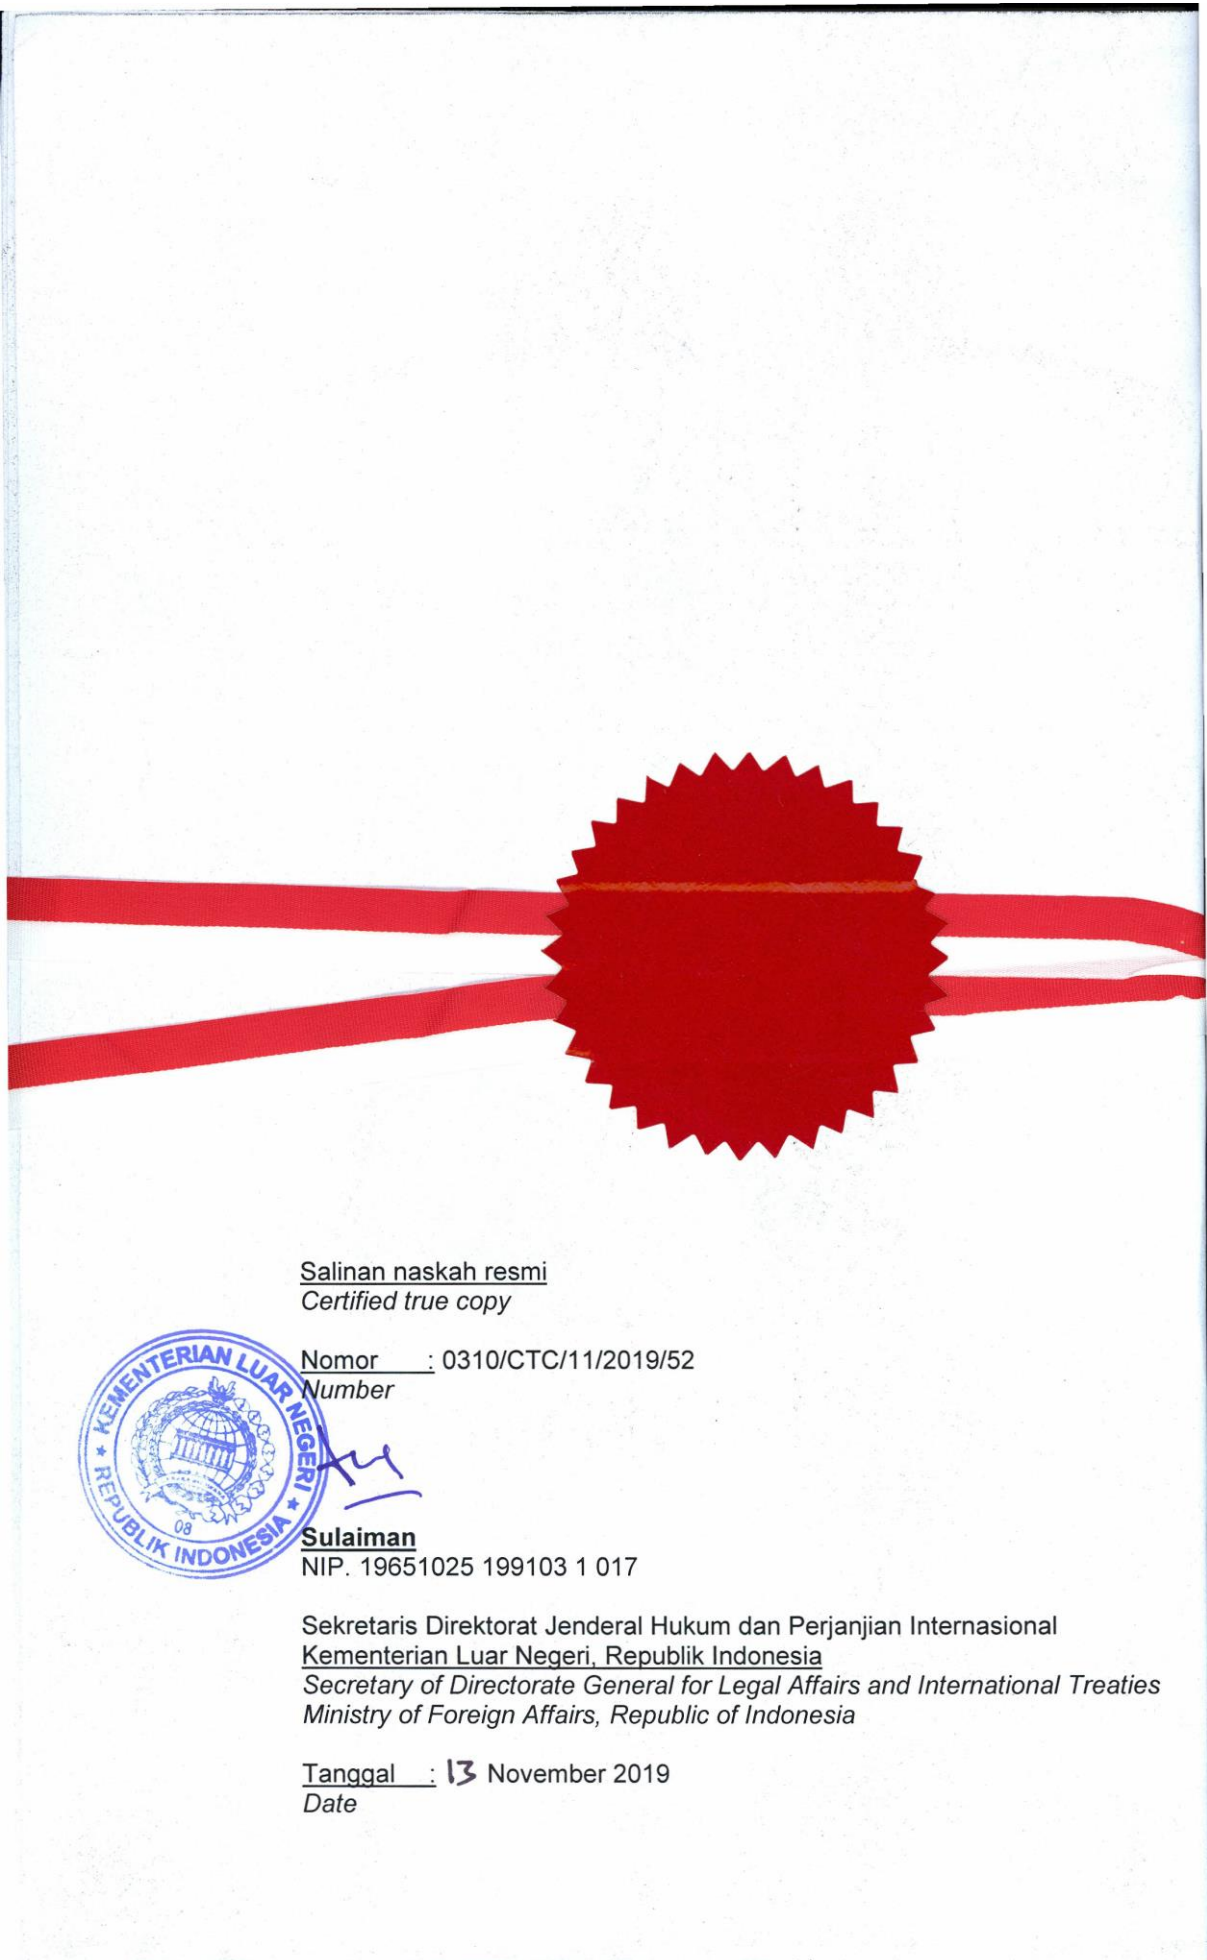 Salinan naskah resmi
Certified true copy
Nomor : 0310/CTC/11/2019/52
Number
KEMENTERIAN LUAR NEGERI
REPUBLIK INDONESIA
08
Sulaiman
NIP. 19651025 199103 1 017
Sekretaris Direktorat Jenderal Hukum dan Perjanjian Internasional
Kementerian Luar Negeri, Republik Indonesia
Secretary of Directorate General for Legal Affairs and International Treaties
Ministry of Foreign Affairs, Republic of Indonesia
Tanggal : 13 November 2019
Date